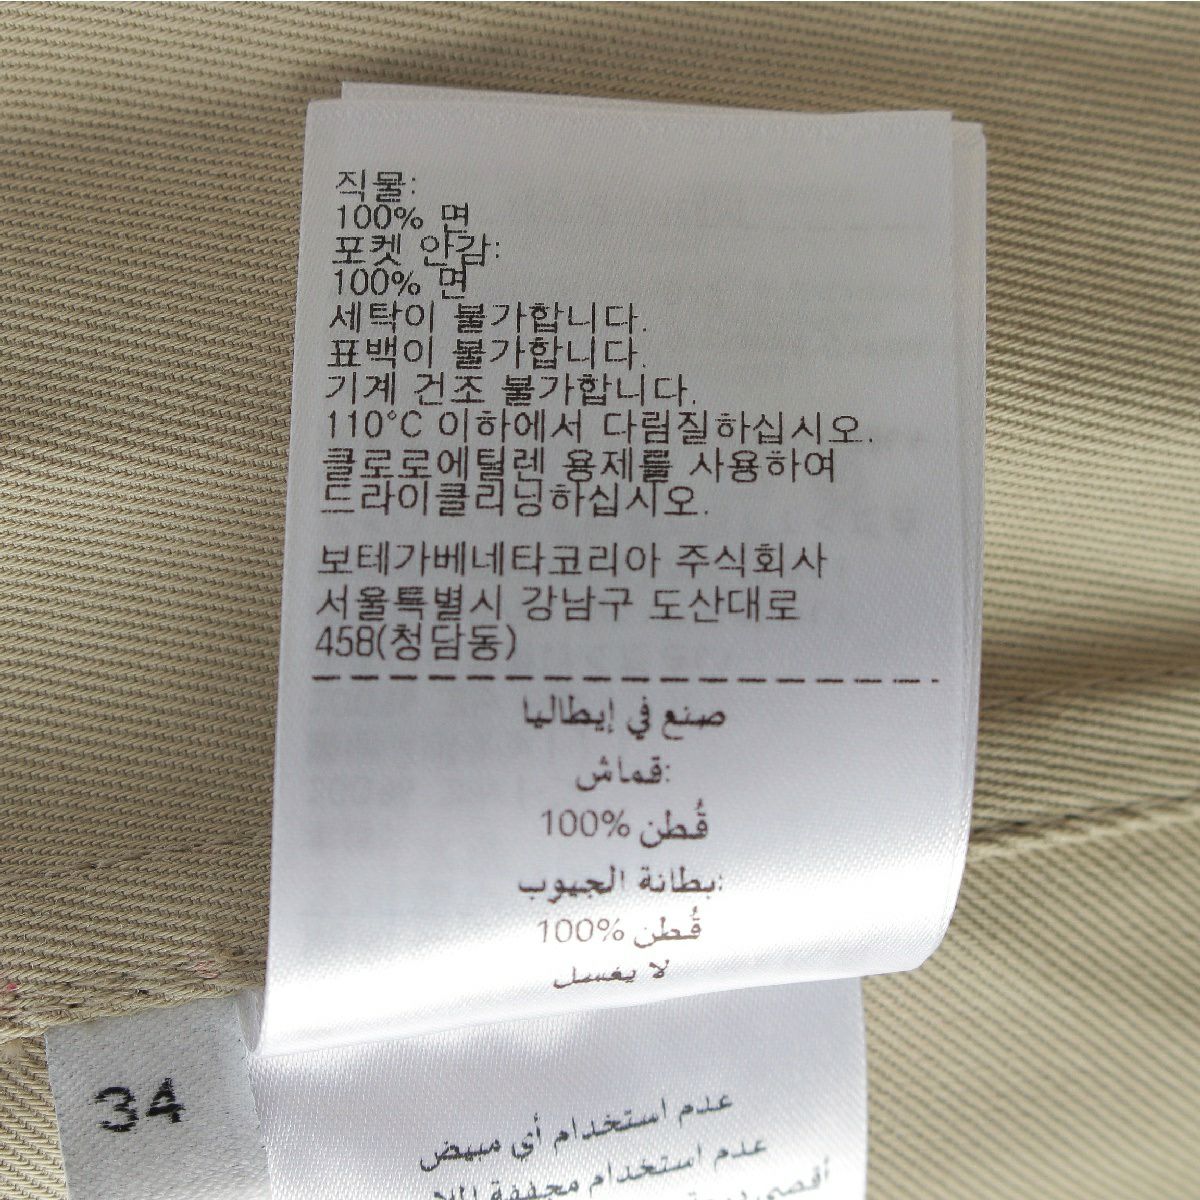 직물:
100% 면
포켓 안감:
100% 면
세탁이 불가합니다.
표백이 불가합니다.
기계 건조 불가합니다.
110°C 이하에서 다림질하십시오.
클로로에틸렌 용제를 사용하여
드라이클리닝하십시오.
보테가베네타코리아 주식회사
서울특별시 강남구 도산대로
458(청담동)
صنع في إيطاليا
قماش:
100% قُطن
بطانة الجيوب:
100% قُطن
لا يغسل
34
عدم استخدام أي مبيض
عدم استخدام مجففة
أقصى